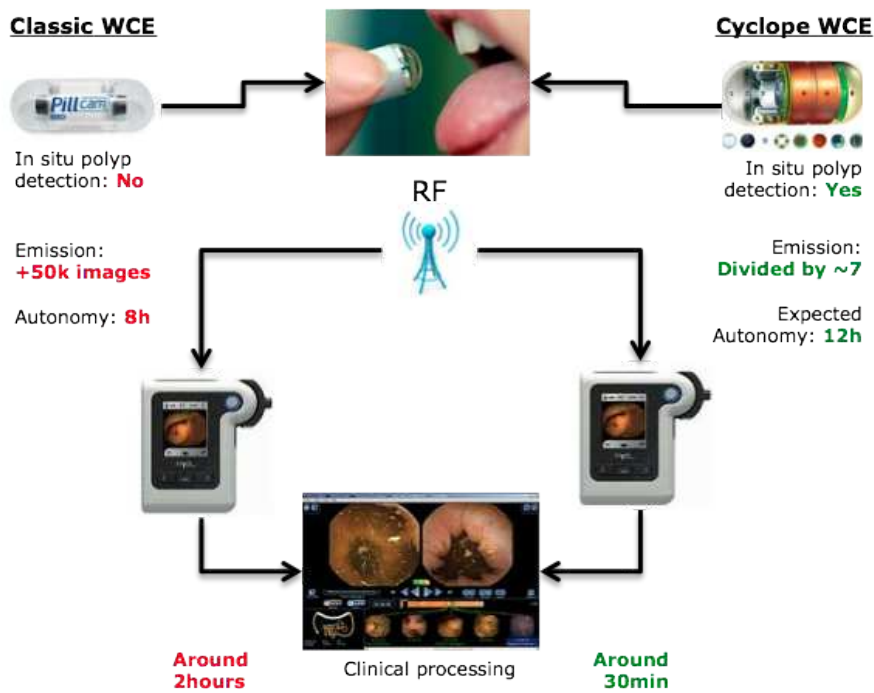 Classic WCE
Cyclope WCE
Pillcam
In situ polyp
detection: No
In situ polyp
detection: Yes
RF
Emission:
+50k images
Autonomy: 8h
Emission:
Divided by ~7
Expected
Autonomy: 12h
Around
2hours
Clinical processing
Around
30min